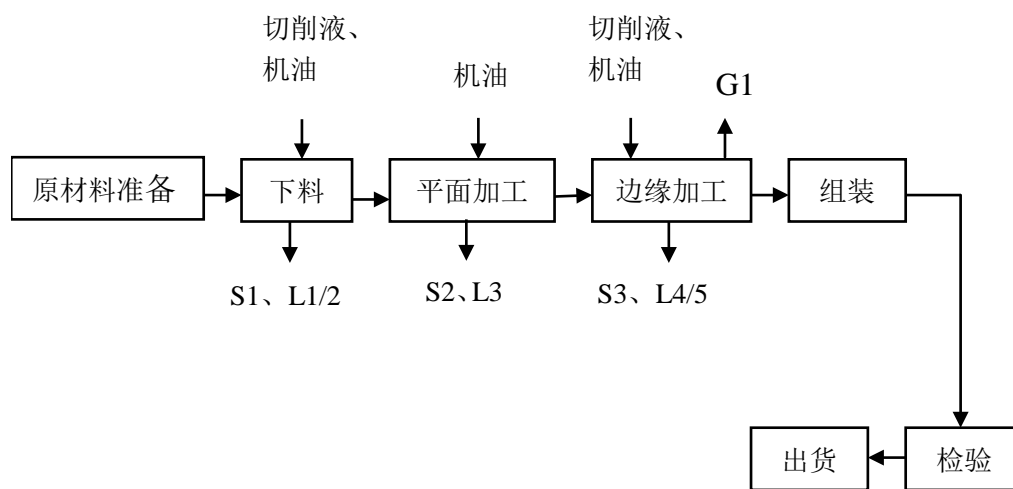 切削液、
机油
机油
切削液、
机油
G1
原材料准备
下料
平面加工
边缘加工
组装
S1、L1/2
S2、L3
S3、L4/5
出货
检验